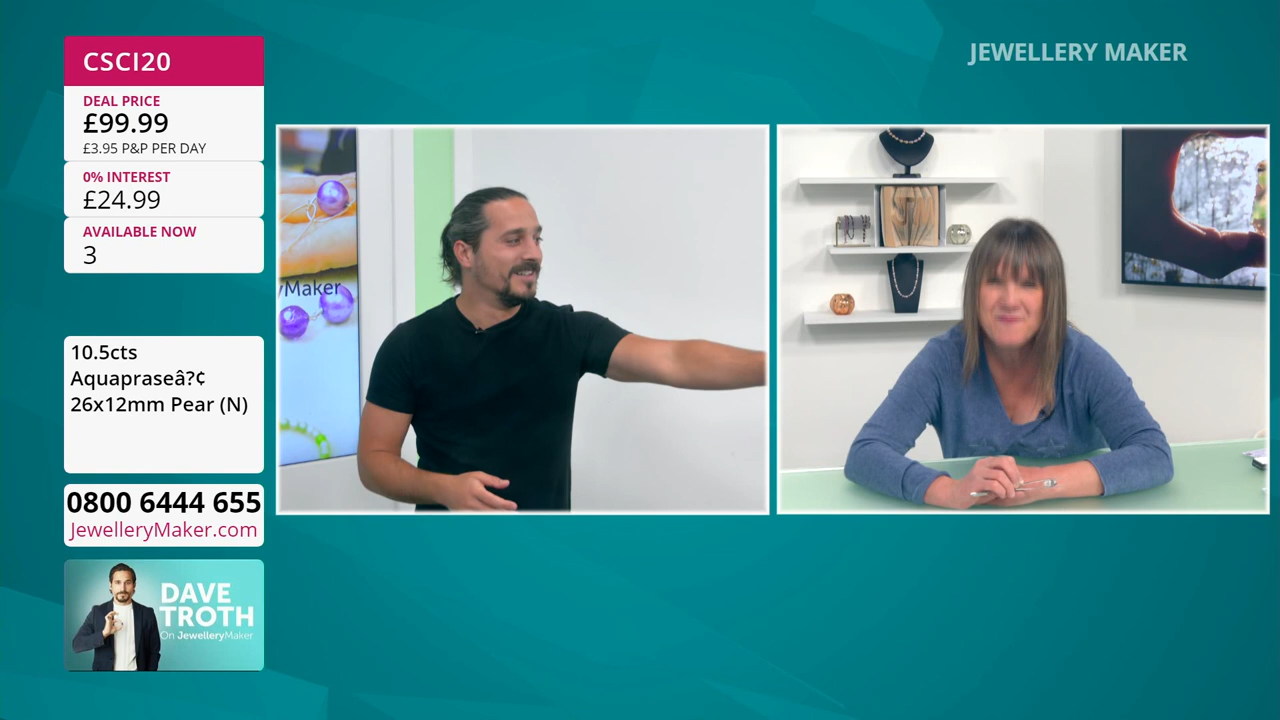 CSCI20
DEAL PRICE
£99.99
£3.95 P&P PER DAY
0% INTEREST
£24.99
AVAILABLE NOW
3
10.5cts
Aquapraseâ?¢
26x12mm Pear (N)
0800 6444 655
JewelleryMaker.com
DAVE
TROTH
On JewelleryMaker
JEWELLERY MAKER
yMaker